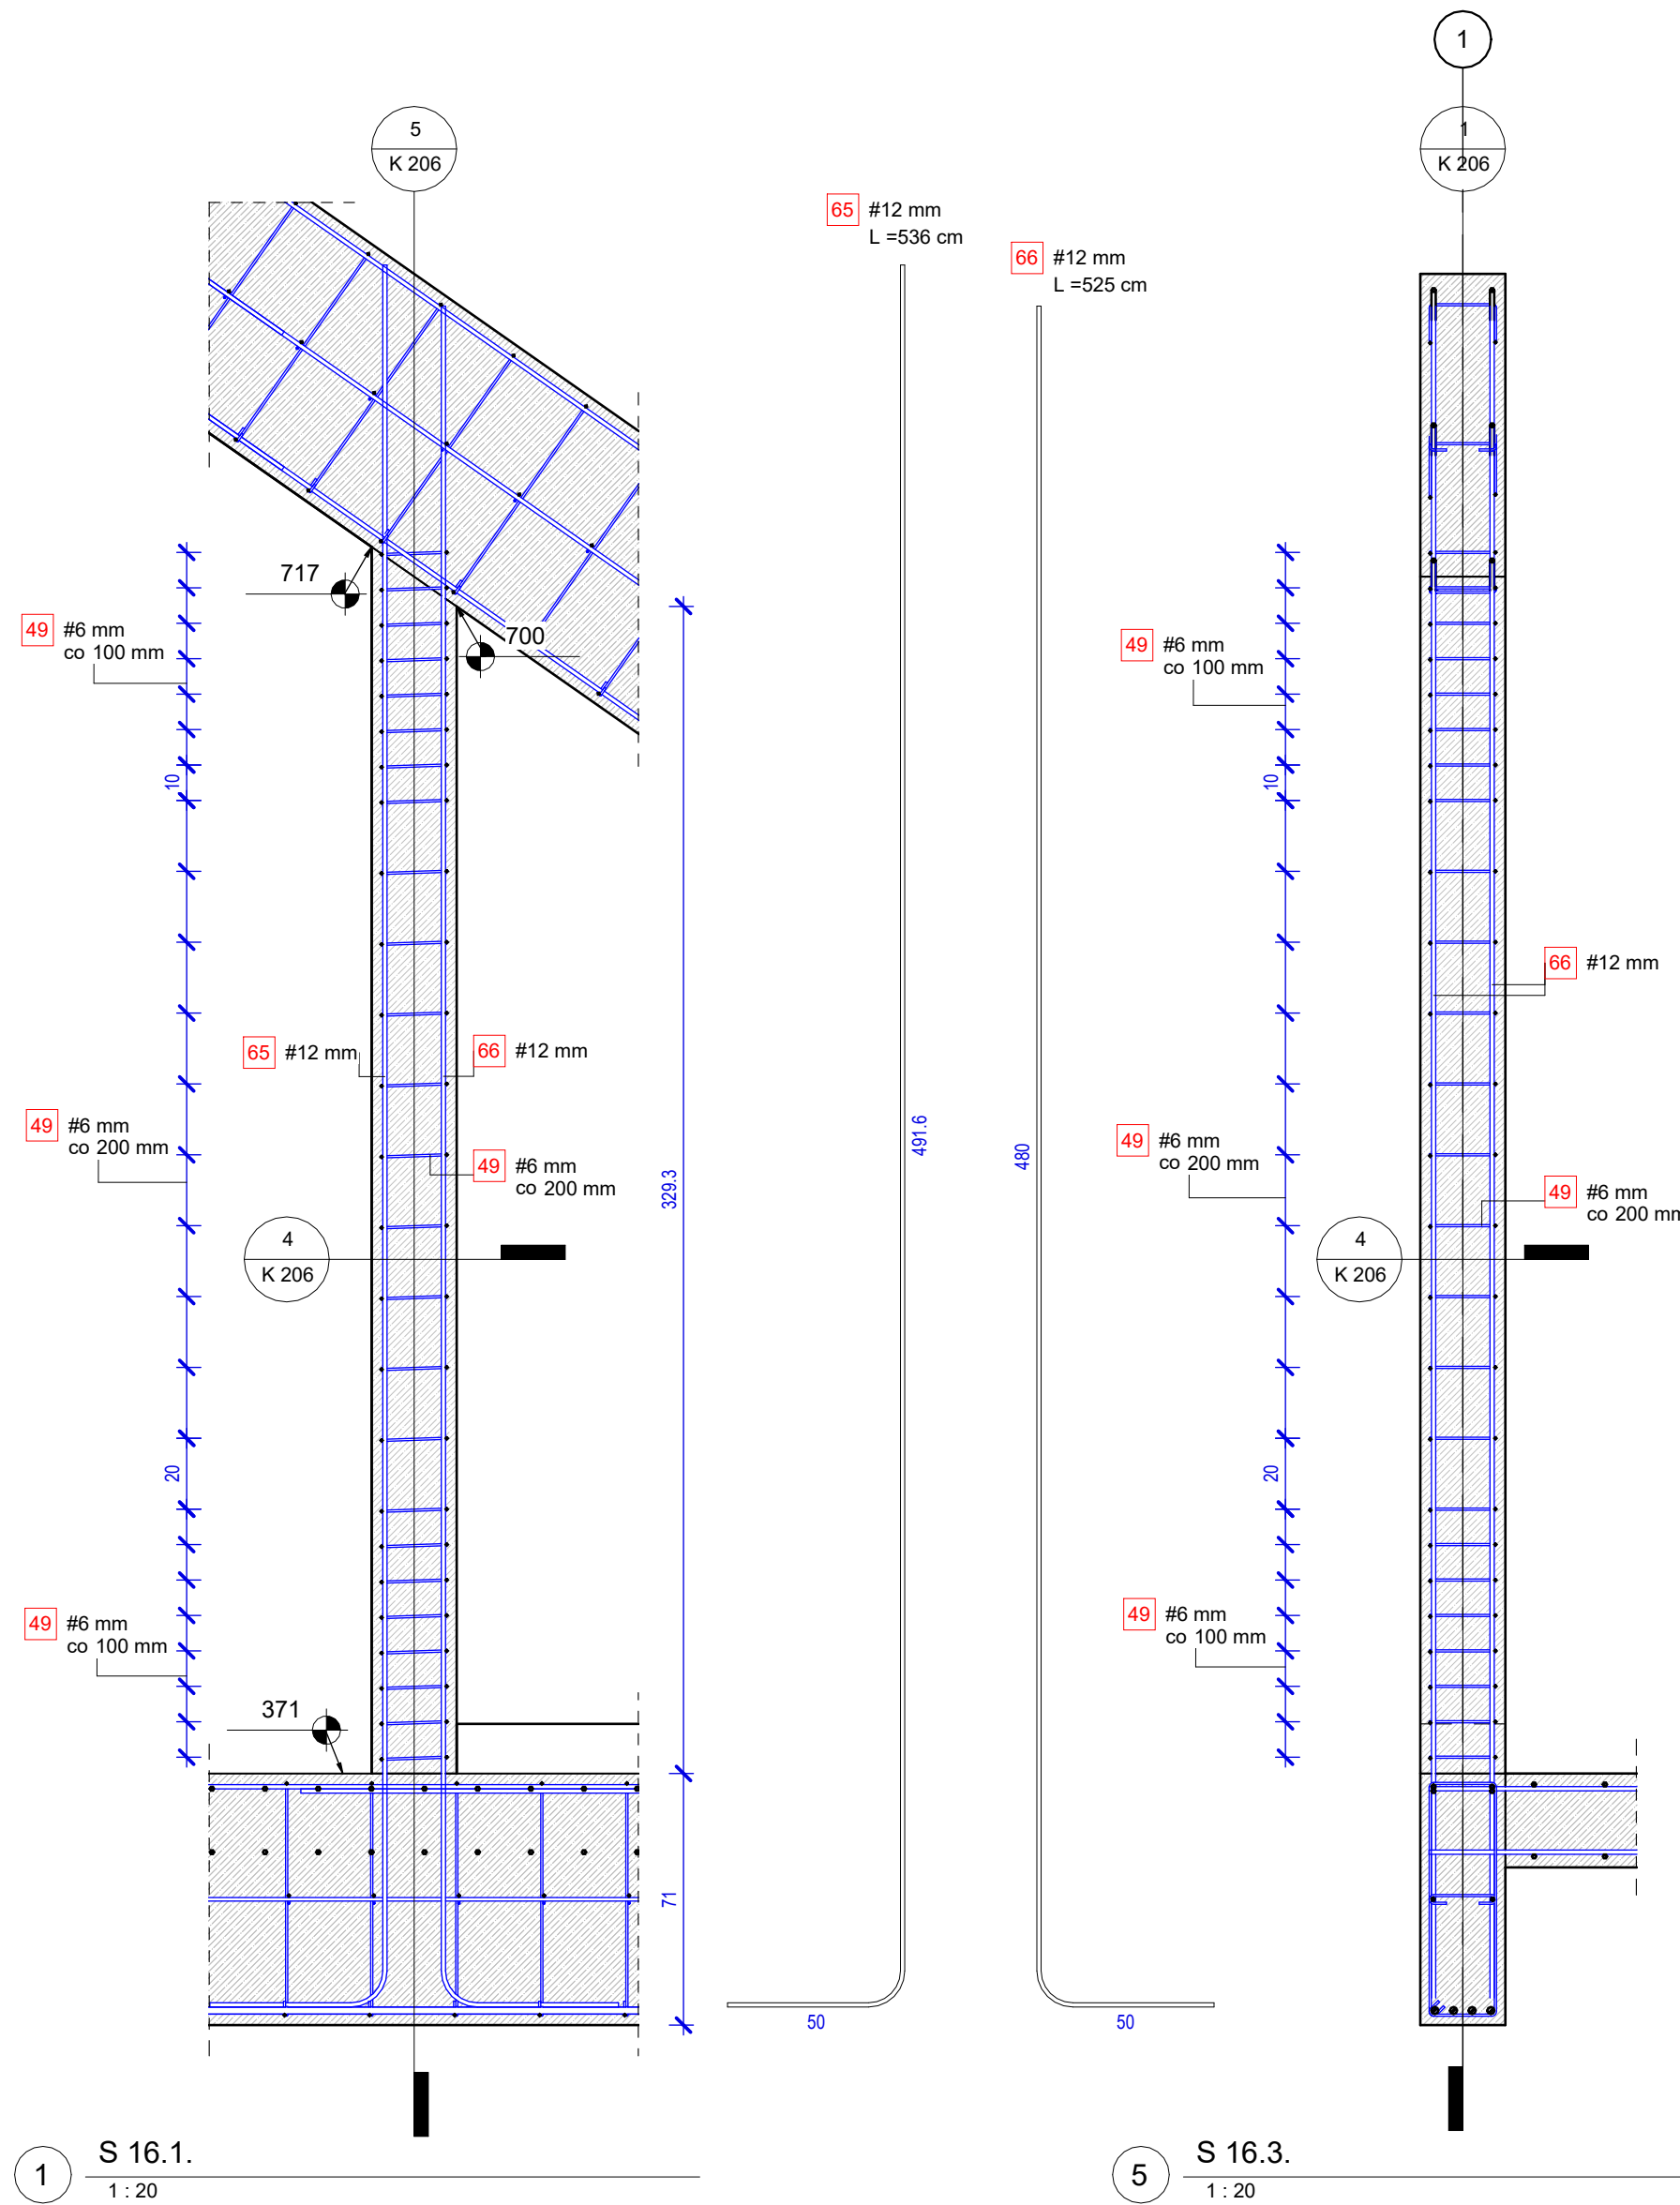 1
5
K 206
1
K 206
65 #12 mm
L =536 cm
66 #12 mm
L =525 cm
717
700
49 #6 mm
co 100 mm
49 #6 mm
co 100 mm
10
10
66 #12 mm
65 #12 mm
66 #12 mm
49 #6 mm
co 200 mm
49 #6 mm
co 200 mm
329.3
491.6
480
49 #6 mm
co 200 mm
49 #6 mm
co 200 mm
4
K 206
4
K 206
20
20
49 #6 mm
co 100 mm
49 #6 mm
co 100 mm
371
71
50
50
1
S 16.1.
1 : 20
5
S 16.3.
1 : 20